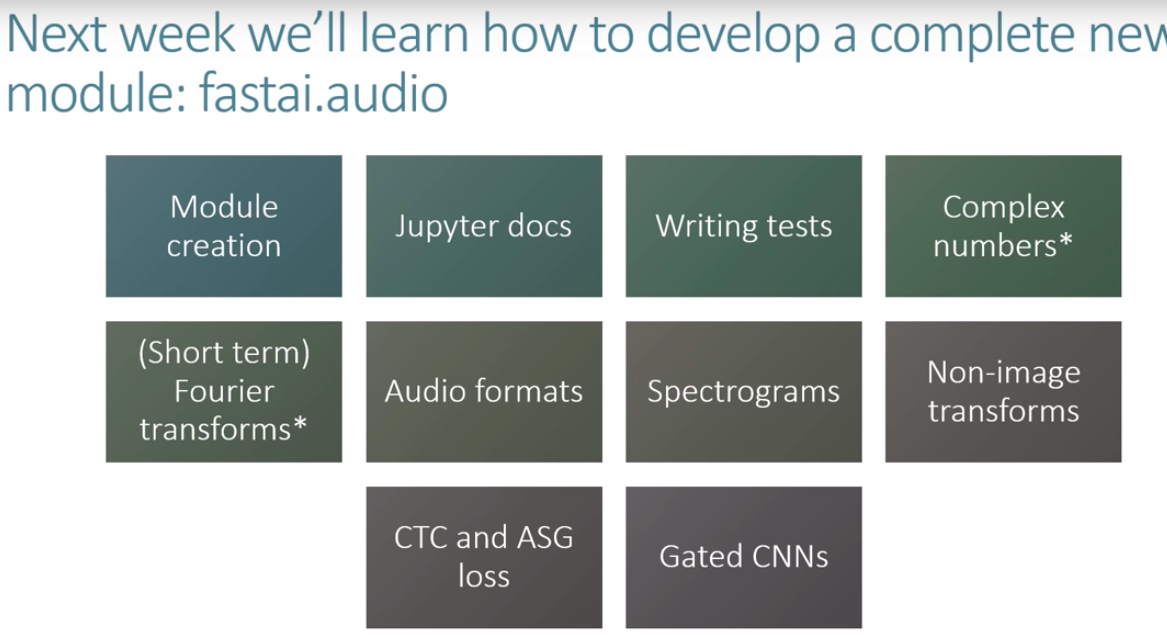 Next week we’ll learn how to develop a complete new
module: fastai.audio
Module
creation
Jupyter docs
Writing tests
Complex
numbers*
(Short term)
Fourier
transforms*
Audio formats
Spectrograms
Non-image
transforms
CTC and ASG
loss
Gated CNNs